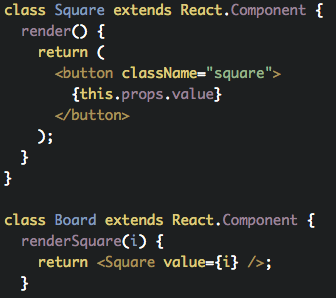 class Square extends React.Component {
  render() {
    return (
      <button className="square">
        {this.props.value}
      </button>
    );
  }
}

class Board extends React.Component {
  renderSquare(i) {
    return <Square value={i} />;
  }